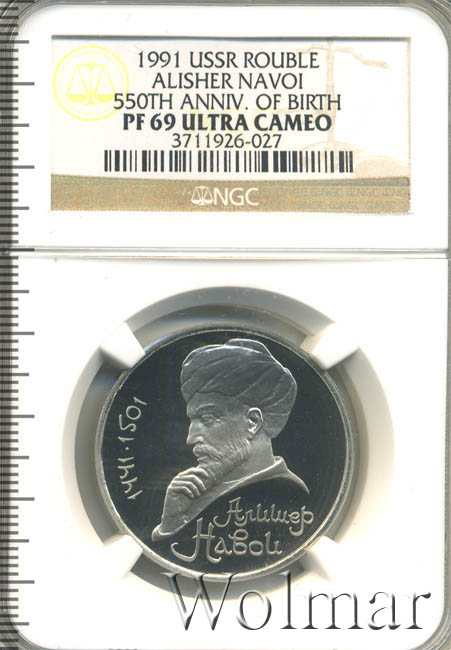 1991 USSR ROUBLE
ALISHER NAVOI
550TH ANNIV. OF BIRTH
PF 69 ULTRA CAMEO
3711926-027
NGC
1441·1501
Алишер
Навои
Wolmar